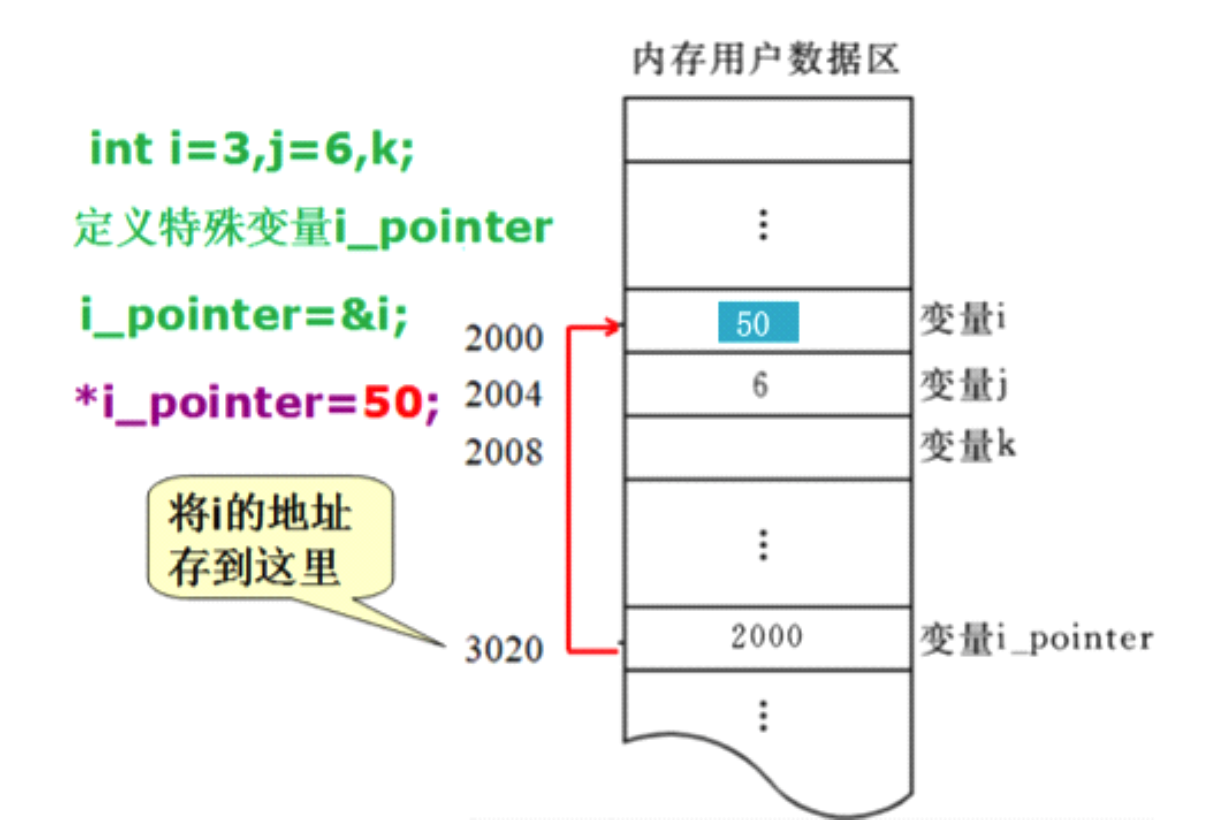 内存用户数据区
int i=3,j=6,k;
定义特殊变量i_pointer
i_pointer=&i;
*i_pointer=50;
2000
50
变量i
2004
6
变量j
2008
变量k
将i的地址
存到这里
3020
2000
变量i_pointer